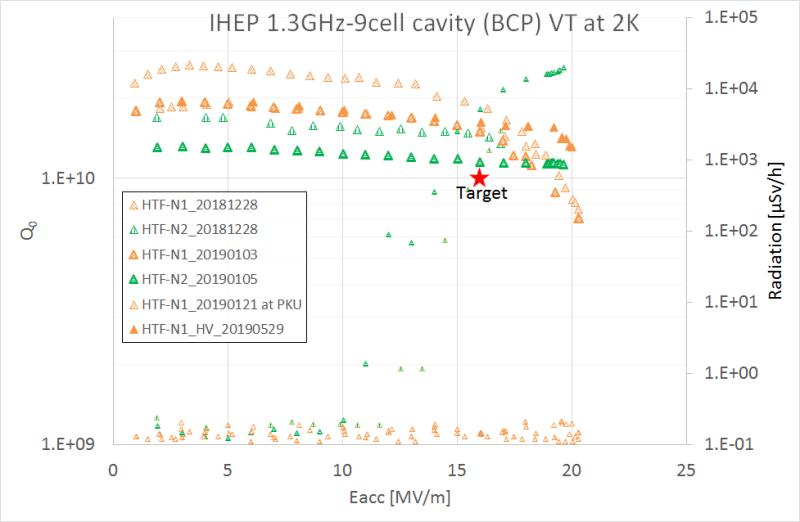 IHEP 1.3GHz-9cell cavity (BCP) VT at 2K
1.E+10
1.E+09
Q0
HTF-N1_20181228
HTF-N2_20181228
HTF-N1_20190103
HTF-N2_20190105
HTF-N1_20190121 at PKU
HTF-N1_HV_20190529
Target
1.E+05
1.E+04
1.E+03
1.E+02
1.E+01
1.E+00
1.E-01
Radiation [μSv/h]
0 5 10 15 20 25
Eacc [MV/m]